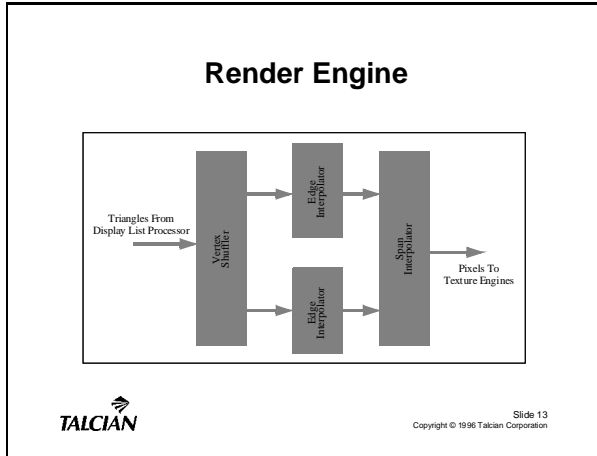 Render Engine
Triangles From
Display List Processor
Vertex
Shuffler
Edge
Interpolator
Edge
Interpolator
Span
Interpolator
Pixels To
Texture Engines
TALCIAN
Slide 13
Copyright © 1996 Talcian Corporation